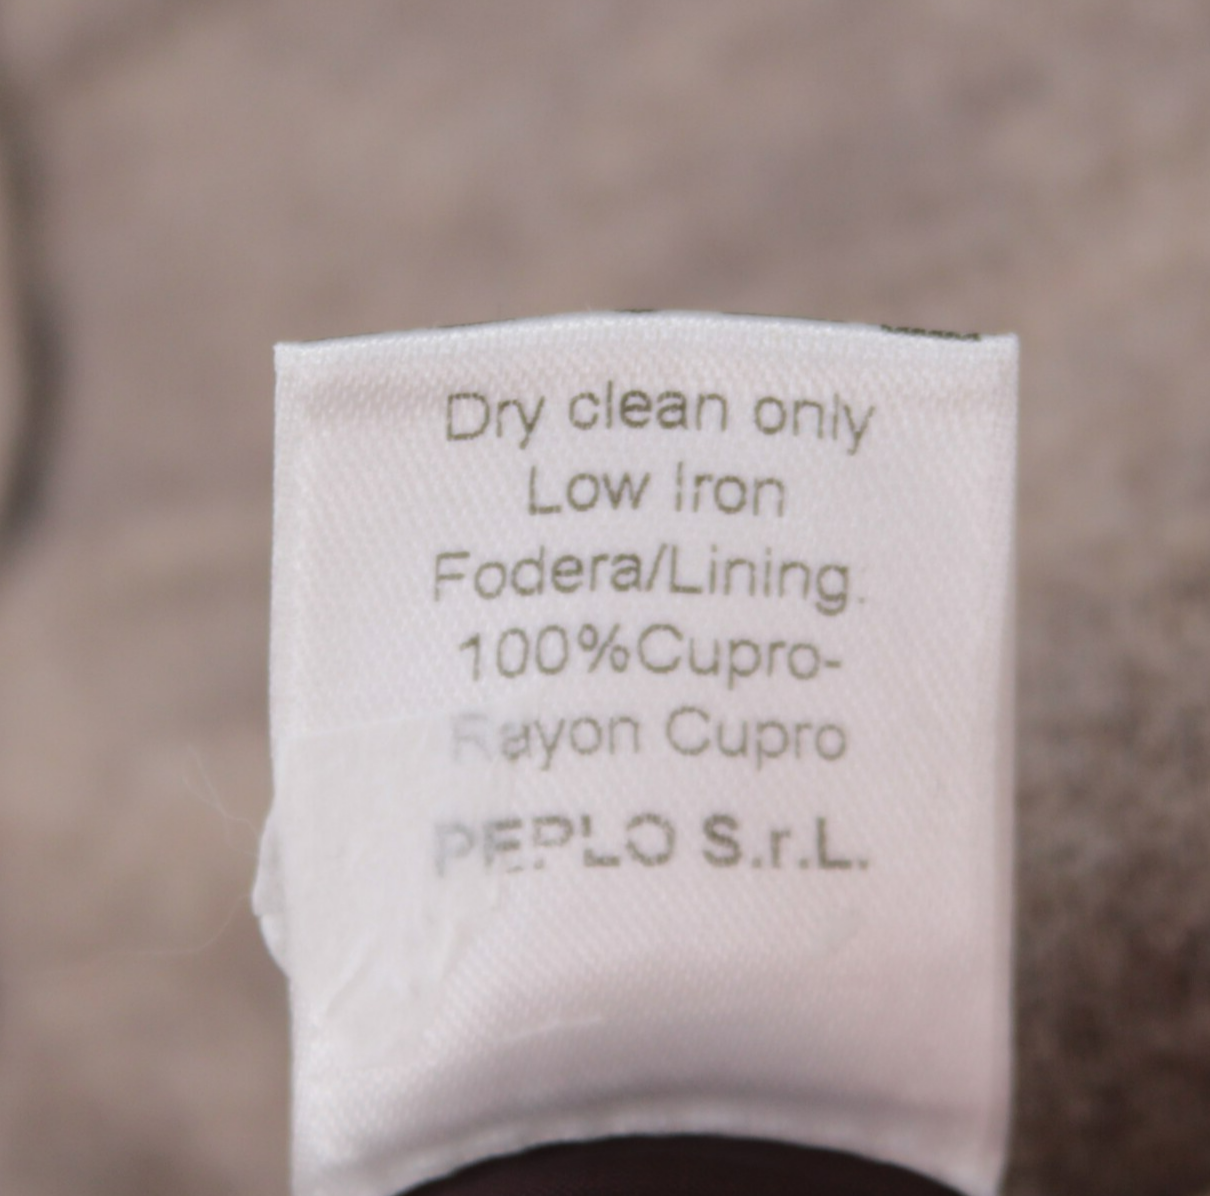 Dry clean only
Low Iron
Fodera/Lining.
100%Cupro-
Rayon Cupro
PEPLO S.r.L.